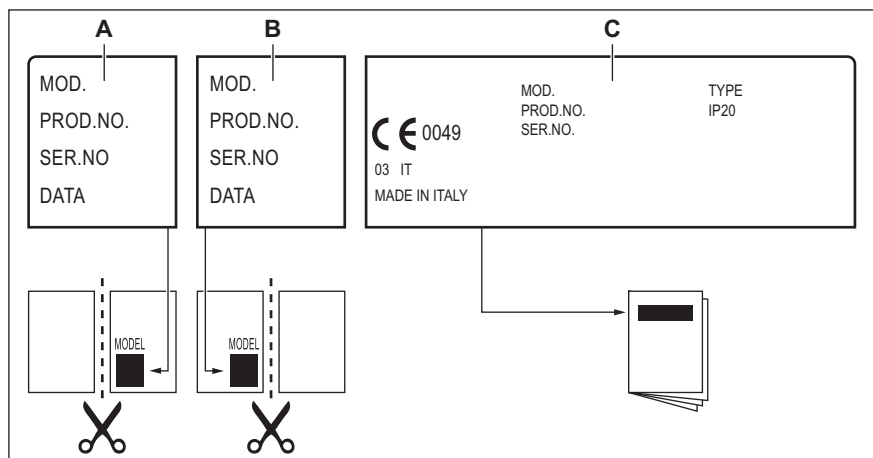 A
B
C
MOD.
PROD.NO.
SER.NO
DATA
MOD.
PROD.NO.
SER.NO
DATA
MOD.
PROD.NO.
SER.NO.
TYPE
IP20
CE 0049
03 IT
MADE IN ITALY
MODEL
MODEL